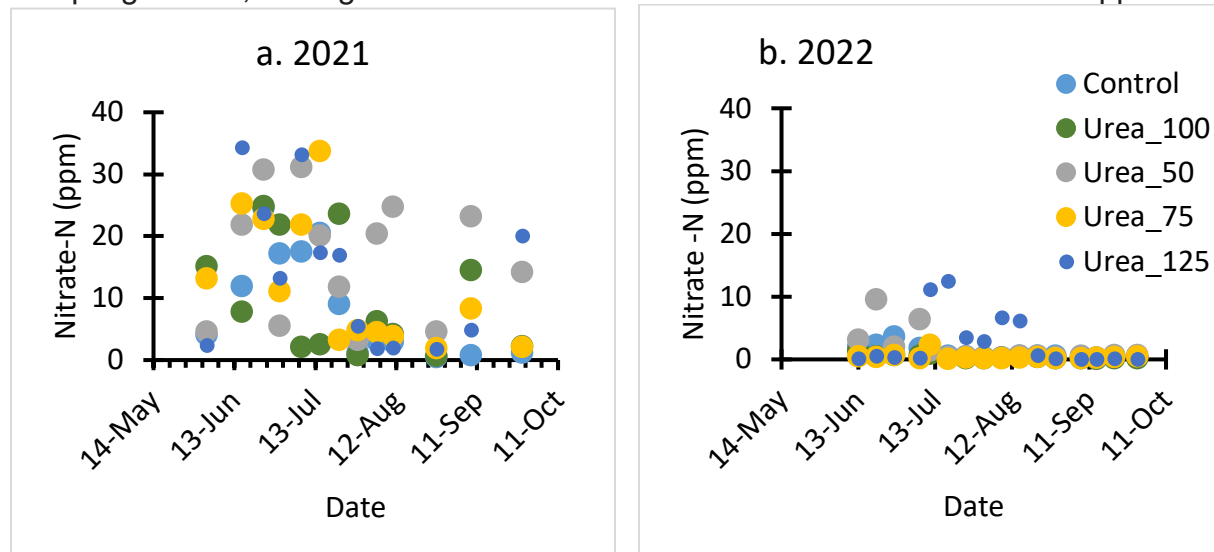 a. 2021
Nitrate-N (ppm)
40
30
20
10
0
14-May
13-Jun
13-Jul
12-Aug
11-Sep
11-Oct
Date
b. 2022
Nitrate -N (ppm)
40
30
20
10
0
14-May
13-Jun
13-Jul
12-Aug
11-Sep
11-Oct
Date
Control
Urea_100
Urea_50
Urea_75
Urea_125